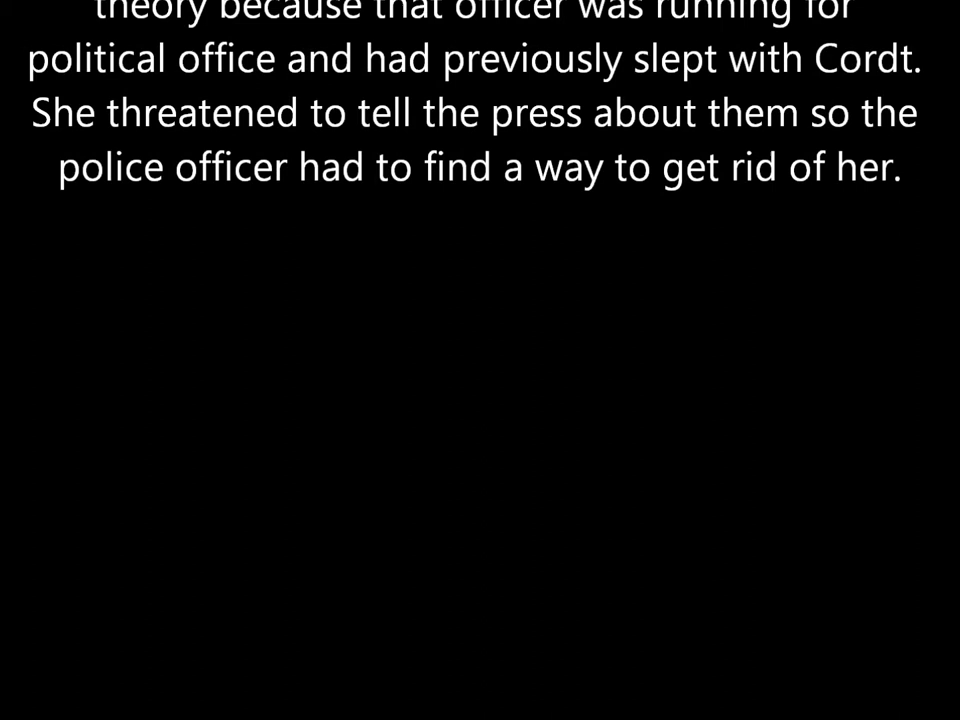 theory because that officer was running for
political office and had previously slept with Cordt.
She threatened to tell the press about them so the
police officer had to find a way to get rid of her.